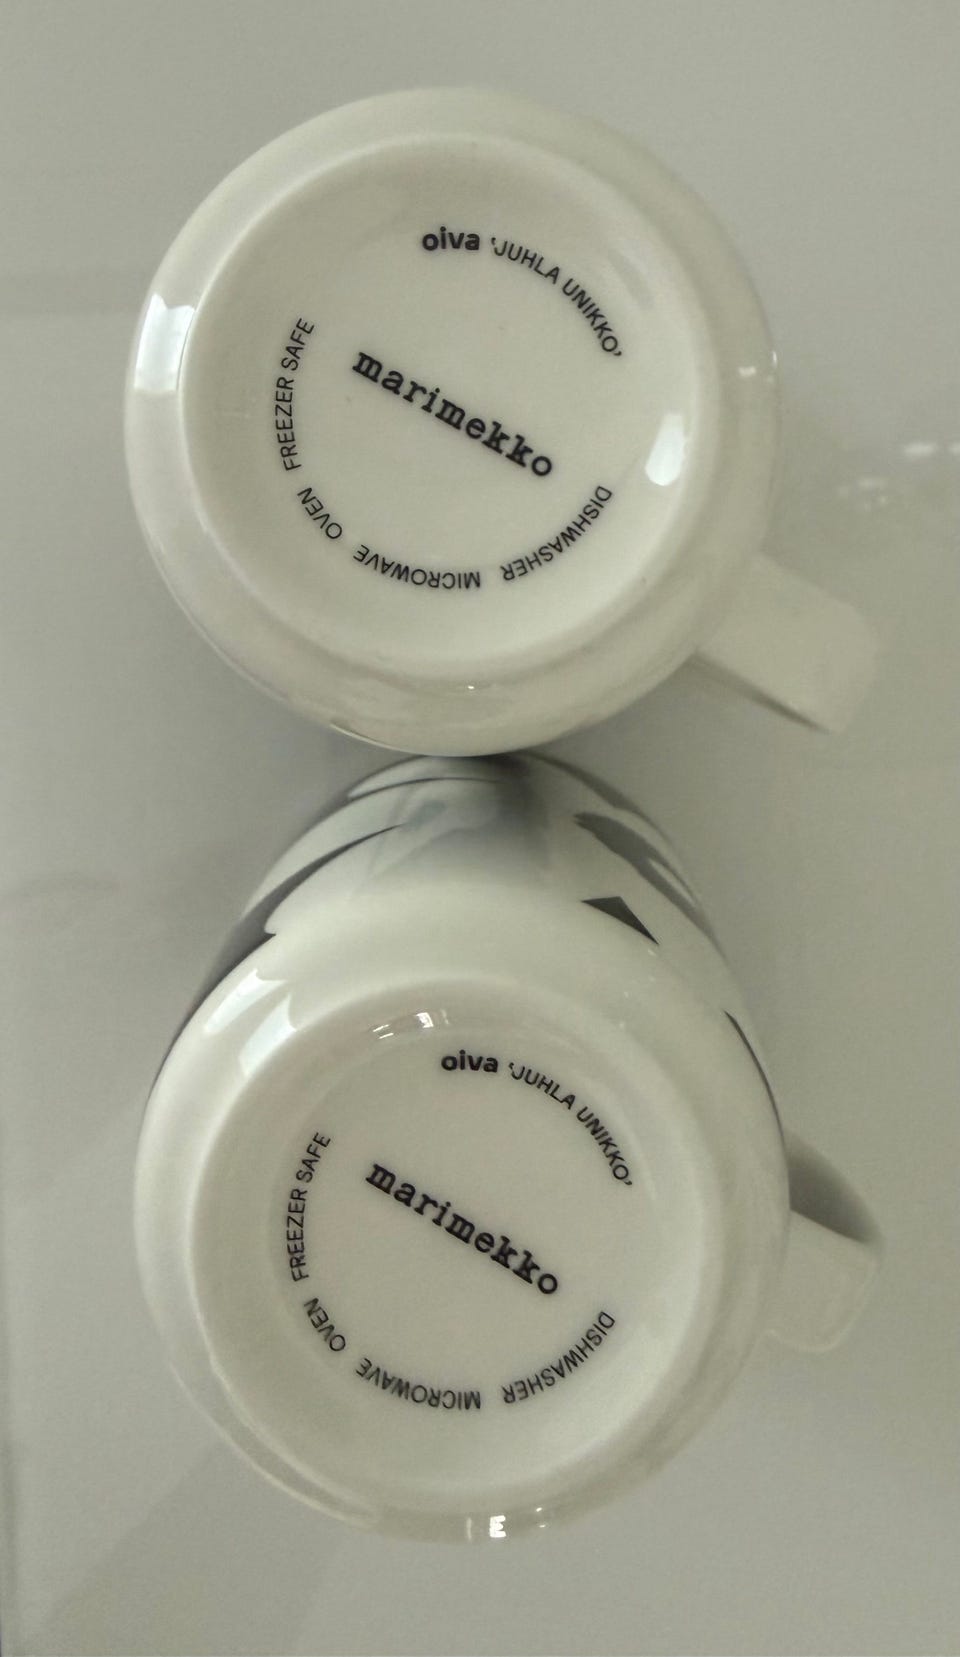 oiva 'JUHLA UNIKKO'
marimekko
DISHWASHER MICROWAVE OVEN FREEZER SAFE
oiva 'JUHLA UNIKKO'
marimekko
DISHWASHER MICROWAVE OVEN FREEZER SAFE